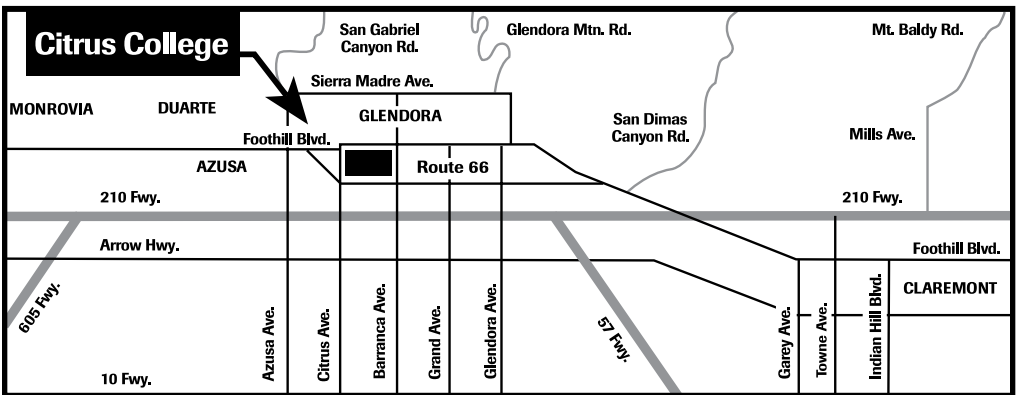 Citrus College
San Gabriel
Canyon Rd.
Glendora Mtn. Rd.
Mt. Baldy Rd.
Sierra Madre Ave.
MONROVIA
DUARTE
GLENDORA
San Dimas
Canyon Rd.
Mills Ave.
Foothill Blvd.
AZUSA
Route 66
210 Fwy.
210 Fwy.
Arrow Hwy.
Foothill Blvd.
CLAREMONT
605 Fwy.
Azusa Ave.
Citrus Ave.
Barranca Ave.
Grand Ave.
Glendora Ave.
57 Fwy.
Garey Ave.
Towne Ave.
Indian Hill Blvd.
10 Fwy.